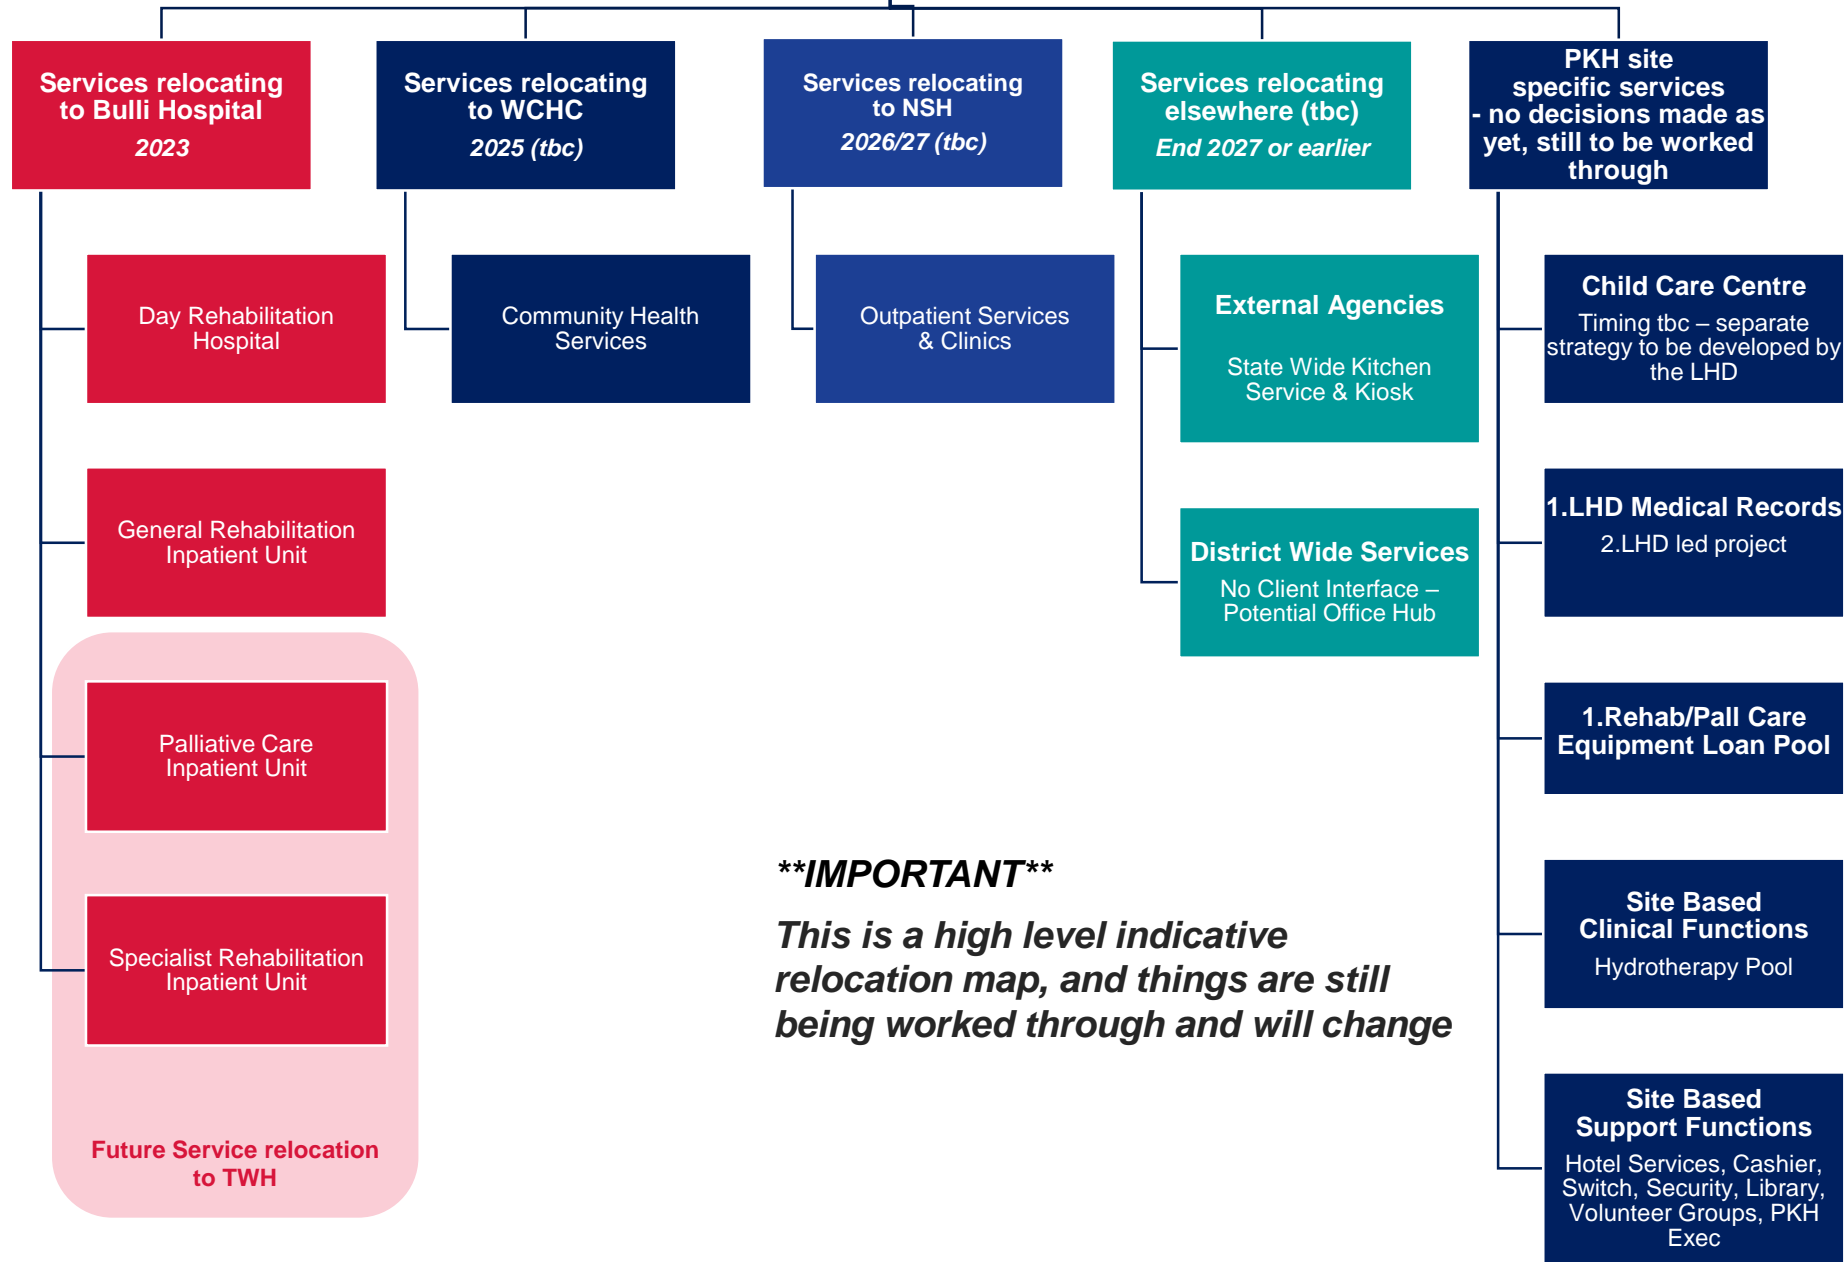 Services relocating
to Bulli Hospital
2023
Services relocating
to WCHC
2025 (tbc)
Services relocating
to NSH
2026/27 (tbc)
Services relocating
elsewhere (tbc)
End 2027 or earlier
PKH site
specific services
- no decisions made as
yet, still to be worked
through
Day Rehabilitation
Hospital
General Rehabilitation
Inpatient Unit
Palliative Care
Inpatient Unit
Specialist Rehabilitation
Inpatient Unit
Future Service relocation
to TWH
Community Health
Services
Outpatient Services
& Clinics
External Agencies
State Wide Kitchen
Service & Kiosk
District Wide Services
No Client Interface –
Potential Office Hub
Child Care Centre
Timing tbc – separate
strategy to be developed by
the LHD
1.LHD Medical Records
2.LHD led project
1.Rehab/Pall Care
Equipment Loan Pool
Site Based
Clinical Functions
Hydrotherapy Pool
Site Based
Support Functions
Hotel Services, Cashier,
Switch, Security, Library,
Volunteer Groups, PKH
Exec
**IMPORTANT**
This is a high level indicative
relocation map, and things are still
being worked through and will change